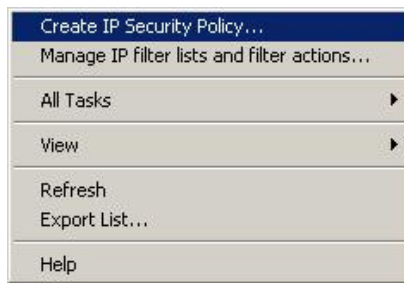 Create IP Security Policy...
Manage IP filter lists and filter actions...
All Tasks
View
Refresh
Export List...
Help